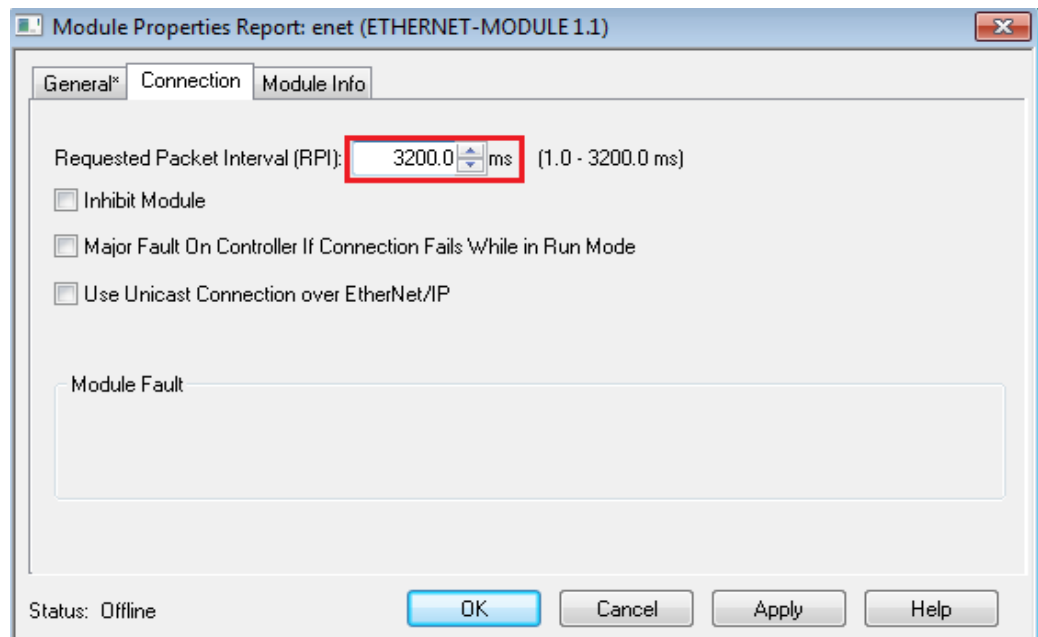 Module Properties Report: enet (ETHERNET-MODULE 1.1)
General* Connection Module Info
Requested Packet Interval (RPI): 3200.0 ms (1.0 - 3200.0 ms)
Inhibit Module
Major Fault On Controller If Connection Fails While in Run Mode
Use Unicast Connection over EtherNet/IP
Module Fault
Status: Offline OK Cancel Apply Help